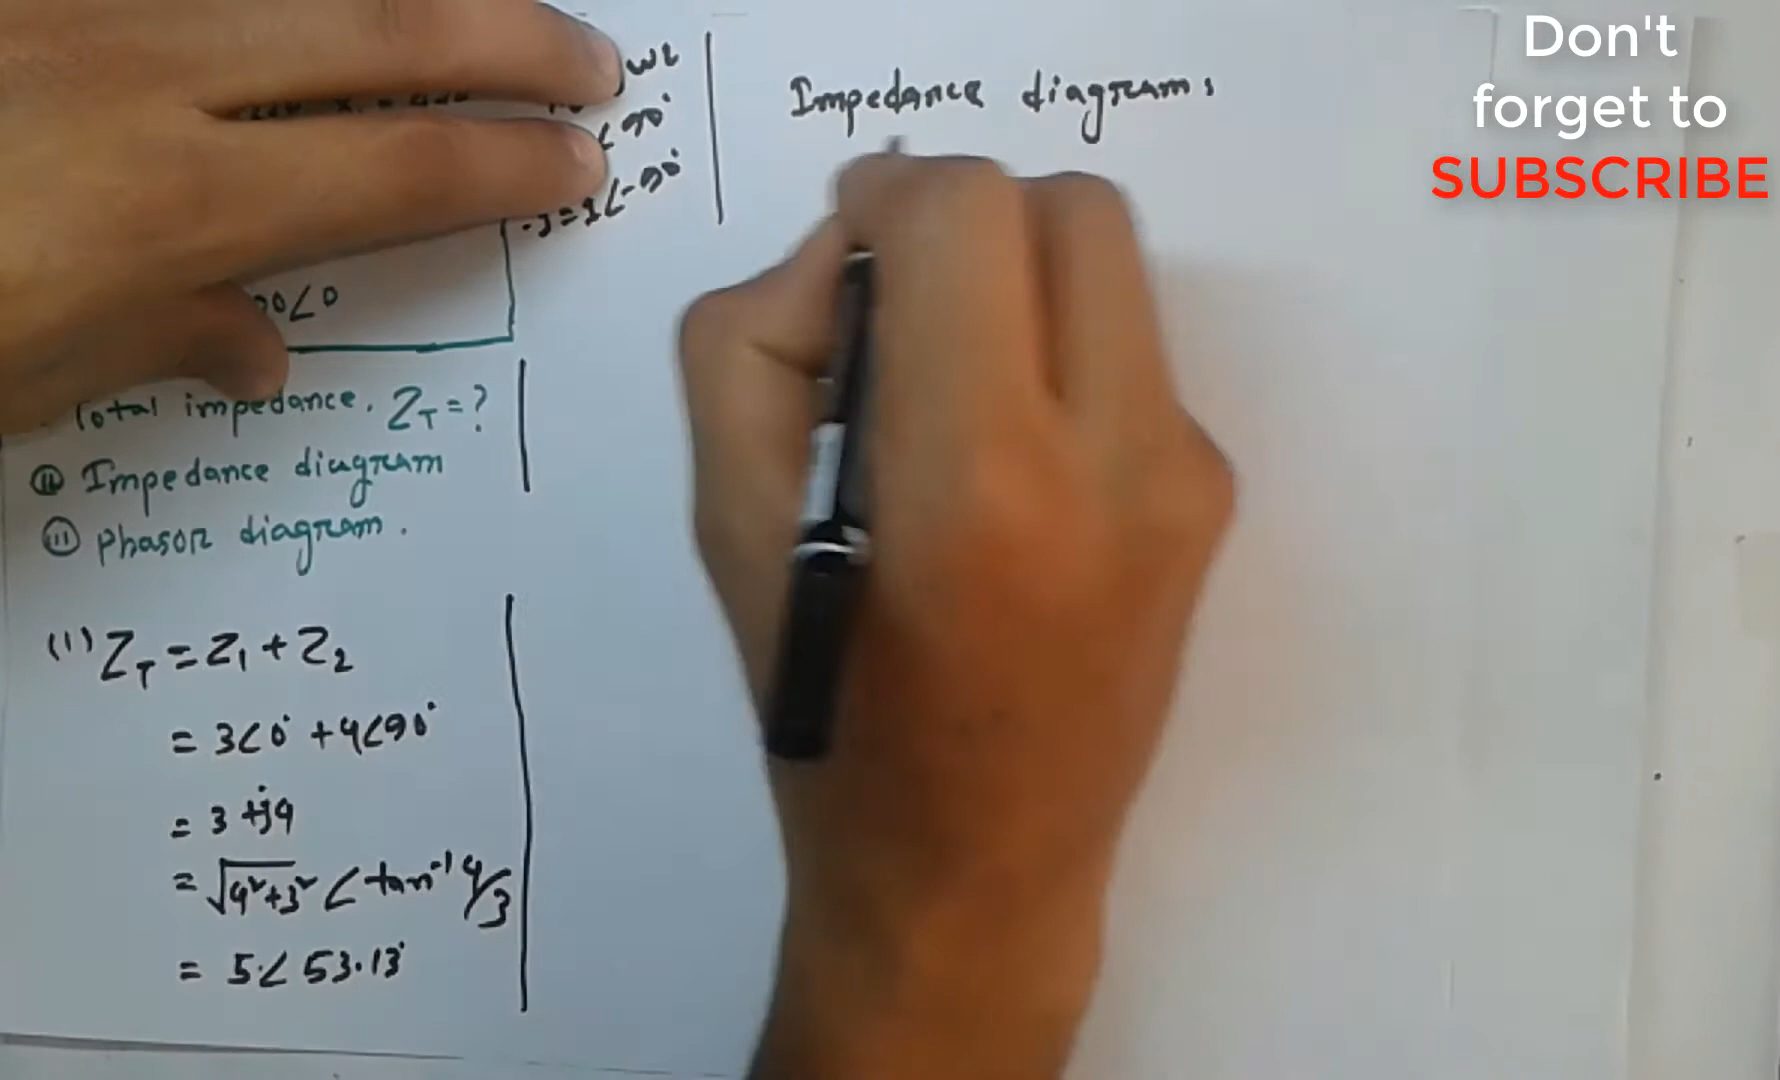 Don't
forget to
SUBSCRIBE
ωL
<90°
-j=1∠-90°
00∠0
Total impedance, Z_T=?
(ii) Impedance diagram
(iii) phasor diagram.
(i) Z_T = Z_1 + Z_2
= 3∠0° + 4∠90°
= 3 + j4
= √4²+3² ∠ tan⁻¹ 4/3
= 5∠ 53.13°
Impedance diagram: